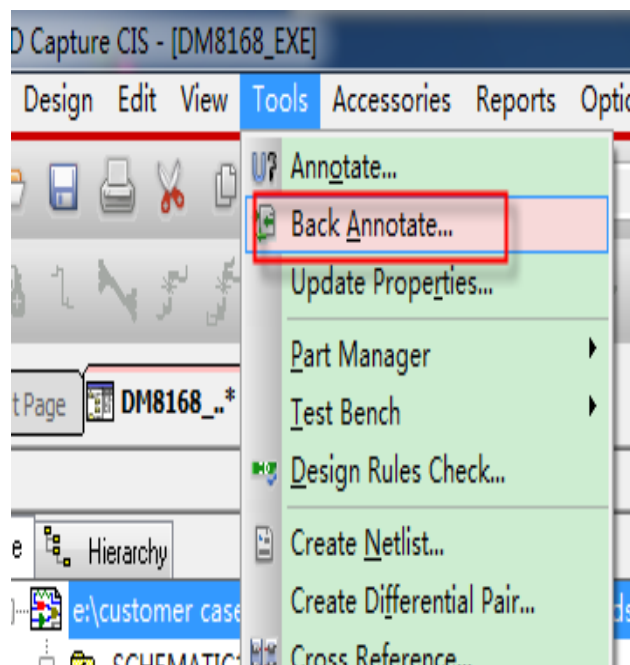 D Capture CIS - [DM8168_EXE]
Design Edit View Tools Accessories Reports
Annotate...
Back Annotate...
Update Properties...
Part Manager
Test Bench
Design Rules Check...
Create Netlist...
Create Differential Pair...
Cross Reference...
Page DM8168_..*
Hierarchy
e:\customer case
SCHEMATIC1